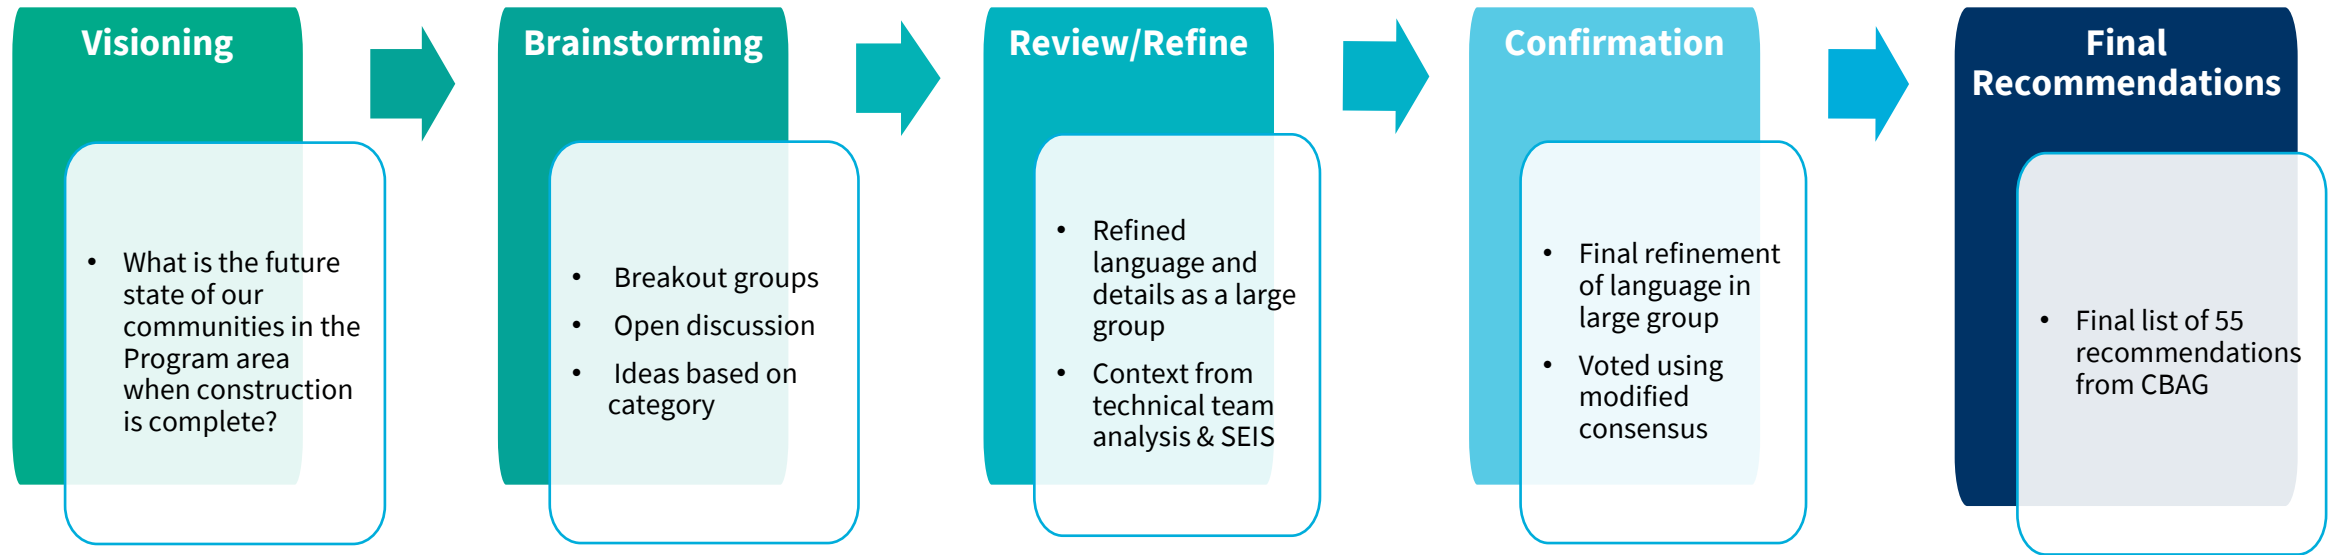 Visioning
• What is the future
state of our
communities in the
Program area
when construction
is complete?
Brainstorming
• Breakout groups
• Open discussion
• Ideas based on
category
Review/Refine
• Refined
language and
details as a large
group
• Context from
technical team
analysis & SEIS
Confirmation
• Final refinement
of language in
large group
• Voted using
modified
consensus
Final
Recommendations
• Final list of 55
recommendations
from CBAG